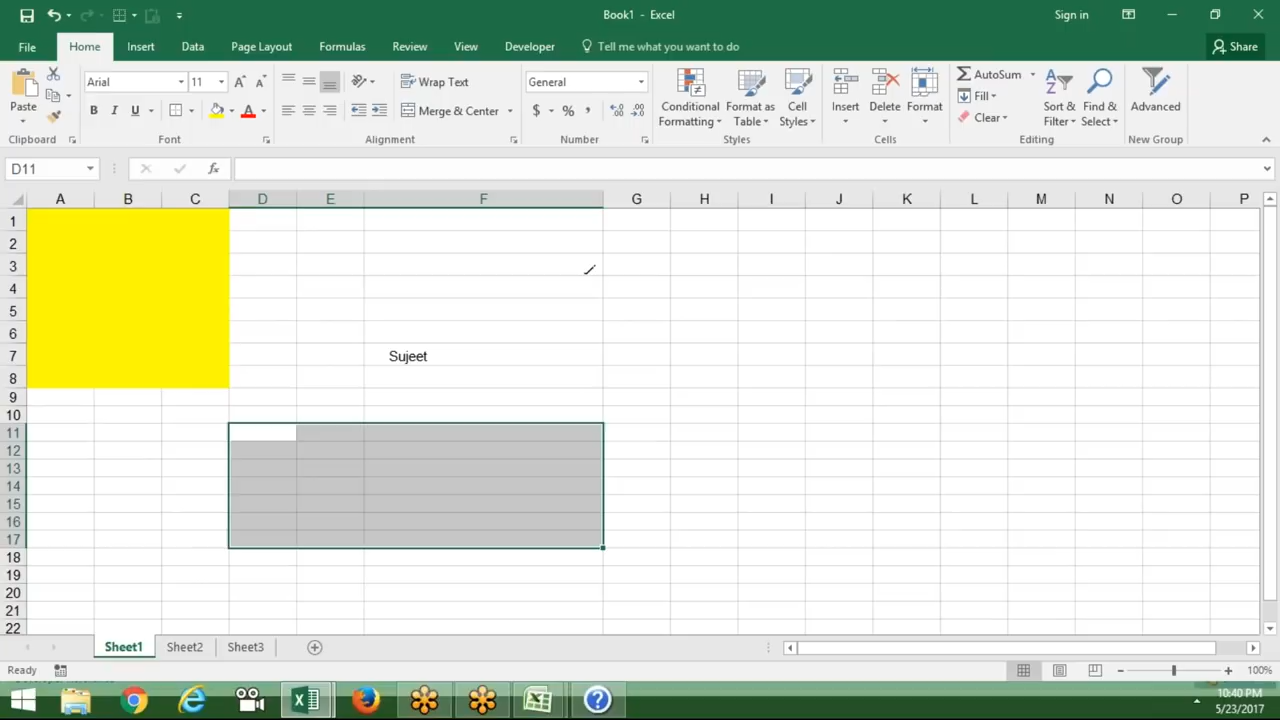 Book1 - Excel
Sign in
File Home Insert Data Page Layout Formulas Review View Developer Tell me what you want to do Share
Paste
Arial 11
B I U
Wrap Text
Merge & Center
General
$ % ,
Conditional Formatting
Format as Table
Cell Styles
Insert
Delete
Format
AutoSum
Fill
Clear
Sort & Filter
Find & Select
Advanced
Clipboard Font Alignment Number Styles Cells Editing New Group
D11 fx
A B C D E F G H I J K L M N O P
1
2
3
4
5
6
7 Sujeet
8
9
10
11
12
13
14
15
16
17
18
19
20
21
22
Sheet1 Sheet2 Sheet3
Ready 100%
10:40 PM
5/23/2017